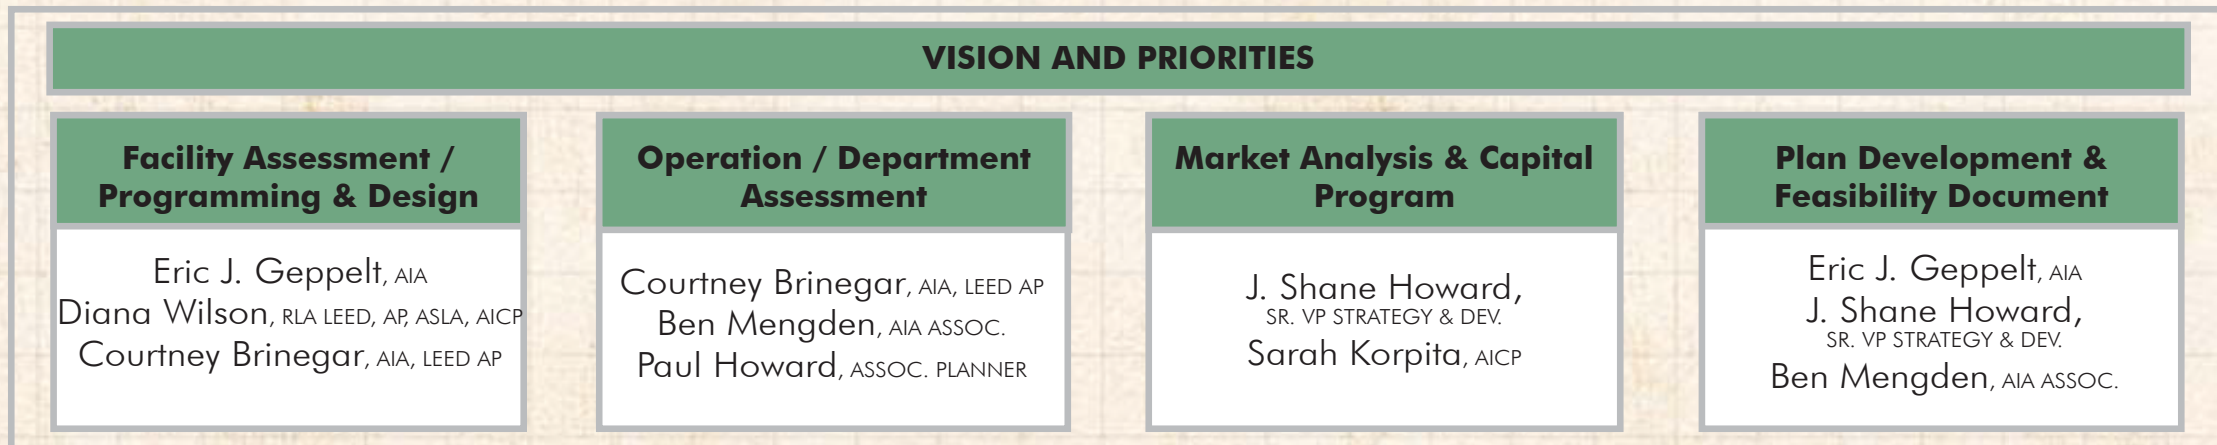 VISION AND PRIORITIES
Facility Assessment /
Programming & Design
Eric J. Geppelt, AIA
Diana Wilson, RLA LEED, AP, ASLA, AICP
Courtney Brinegar, AIA, LEED AP
Operation / Department
Assessment
Courtney Brinegar, AIA, LEED AP
Ben Mengden, AIA ASSOC.
Paul Howard, ASSOC. PLANNER
Market Analysis & Capital
Program
J. Shane Howard,
SR. VP STRATEGY & DEV.
Sarah Korpita, AICP
Plan Development &
Feasibility Document
Eric J. Geppelt, AIA
J. Shane Howard,
SR. VP STRATEGY & DEV.
Ben Mengden, AIA ASSOC.